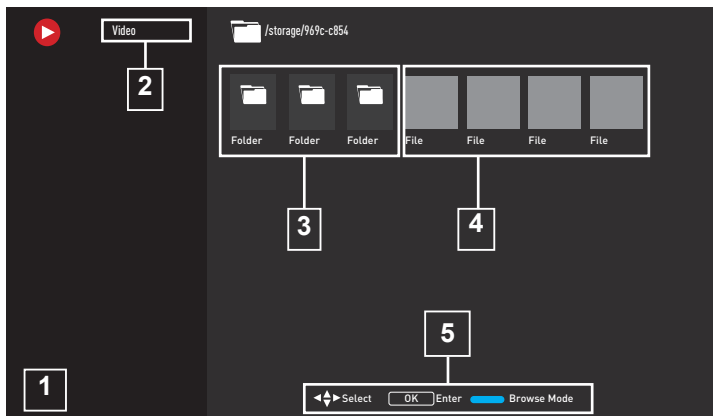 Video
/storage/969c-c854
2
Folder Folder Folder File File File File
3
4
5
1
Select OK Enter Browse Mode